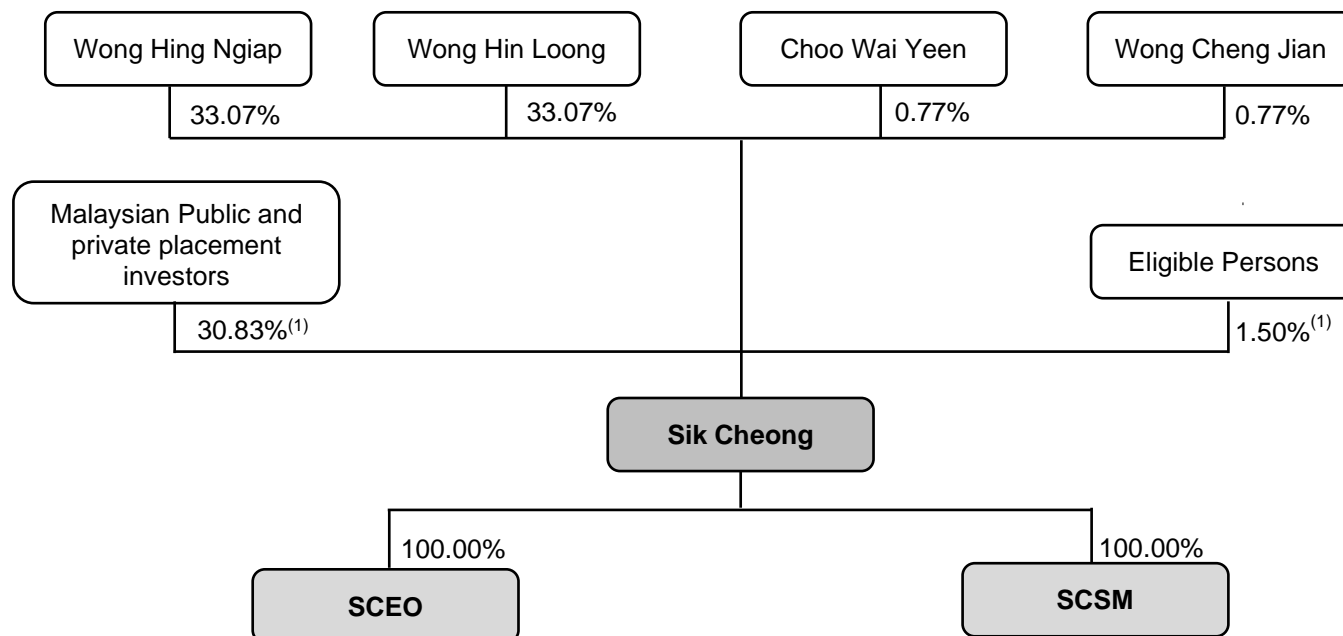 Wong Hing Ngiap
Wong Hin Loong
Choo Wai Yeen
Wong Cheng Jian
33.07%
33.07%
0.77%
0.77%
Malaysian Public and
private placement
investors
Eligible Persons
30.83%(1)
1.50%(1)
Sik Cheong
100.00%
100.00%
SCEO
SCSM